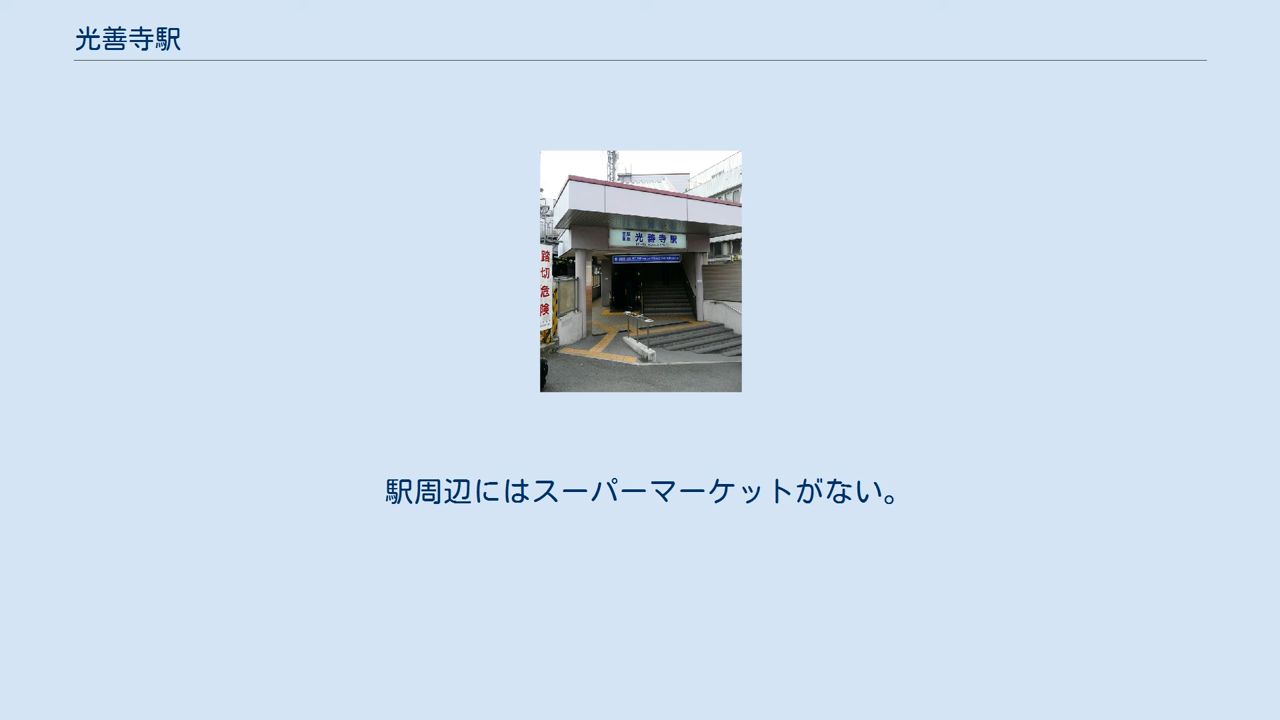 光善寺駅
光善寺駅
踏切危険
駅周辺にはスーパーマーケットがない。